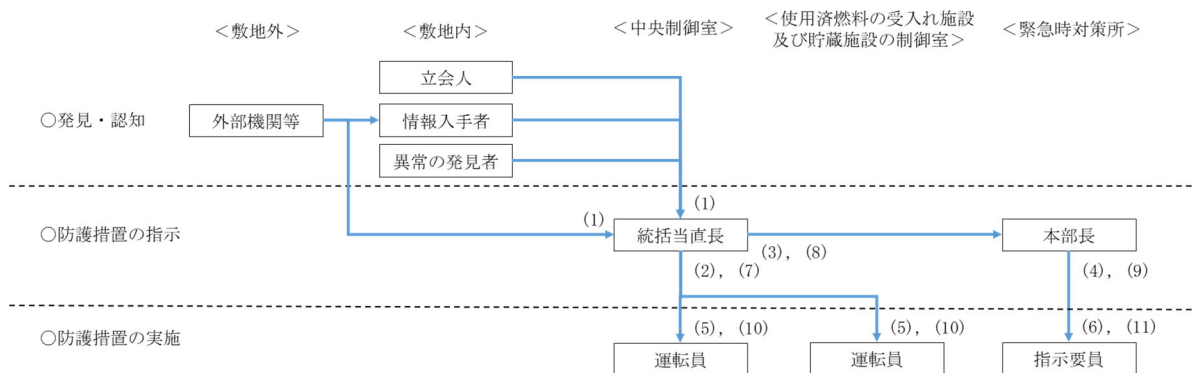 ＜敷地外＞
＜敷地内＞
＜中央制御室＞
＜使用済燃料の受入れ施設
及び貯蔵施設の制御室＞
＜緊急時対策所＞
○発見・認知
外部機関等
立会人
情報入手者
異常の発見者
○防護措置の指示
(1)
(1)
統括当直長
(3)，(8)
本部長
(2)，(7)
(4)，(9)
○防護措置の実施
(5)，(10)
(5)，(10)
(6)，(11)
運転員
運転員
指示要員